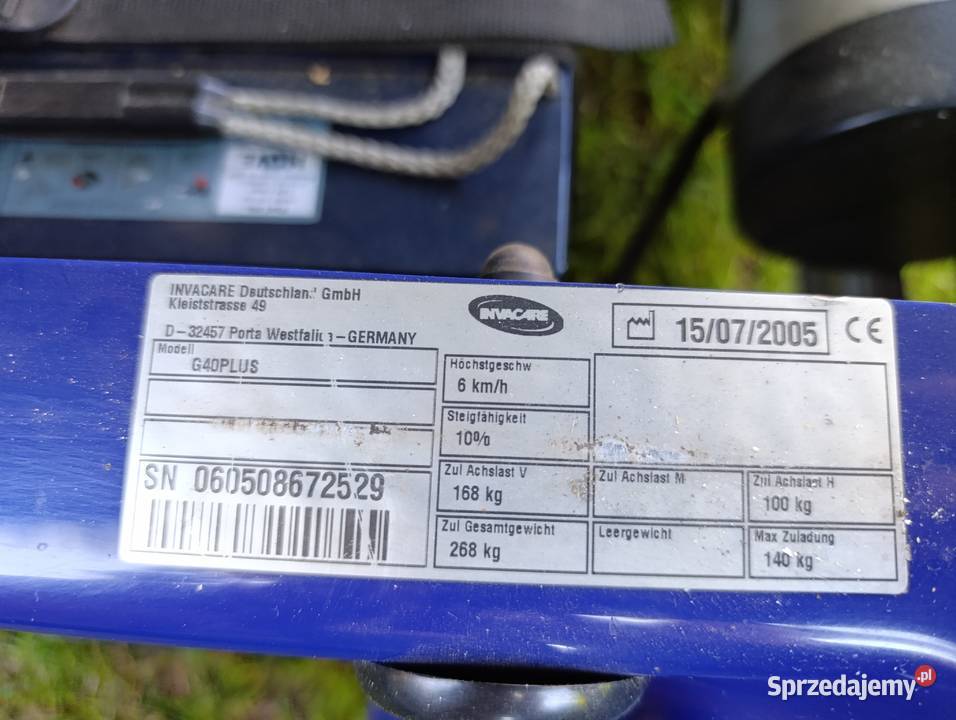 INVACARE Deutschland GmbH
Kleiststrasse 49
D-32457 Porta Westfalica-GERMANY
INVACARE
15/07/2005
CE
Modell
G40PLUS
SN 060508672529
Höchstgeschw
6 km/h
Steigfähigkeit
10%
Zul Achslast V
168 kg
Zul Achslast M
Zul Achslast H
100 kg
Zul Gesamtgewicht
268 kg
Leergewicht
Max Zuladung
140 kg
Sprzedajemy.pl